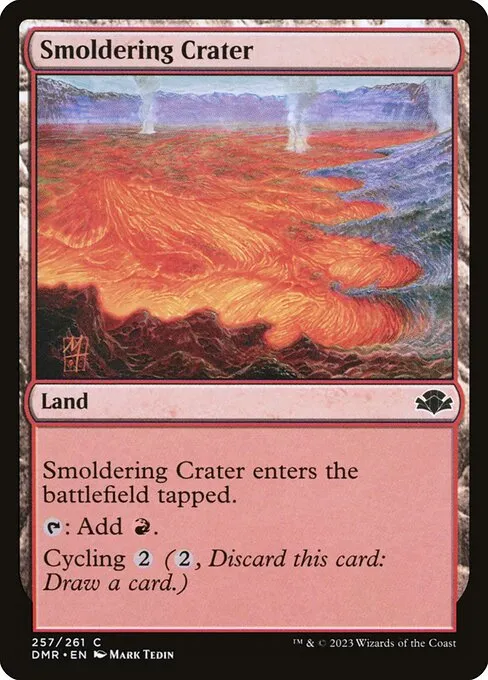 Smoldering Crater
Land
Smoldering Crater enters the
battlefield tapped.
: Add .
Cycling 2 (2, Discard this card:
Draw a card.)
257/261 C
DMR • EN Mark Tedin
™ & © 2023 Wizards of the Coast